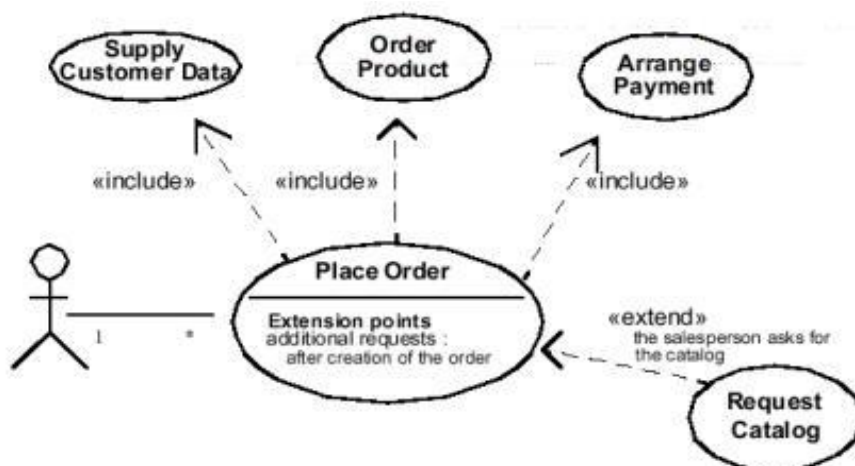 Supply
Customer Data
Order
Product
Arrange
Payment
«include»
«include»
«include»
Place Order
Extension points
additional requests :
after creation of the order
1
*
«extend»
the salesperson asks for
the catalog
Request
Catalog